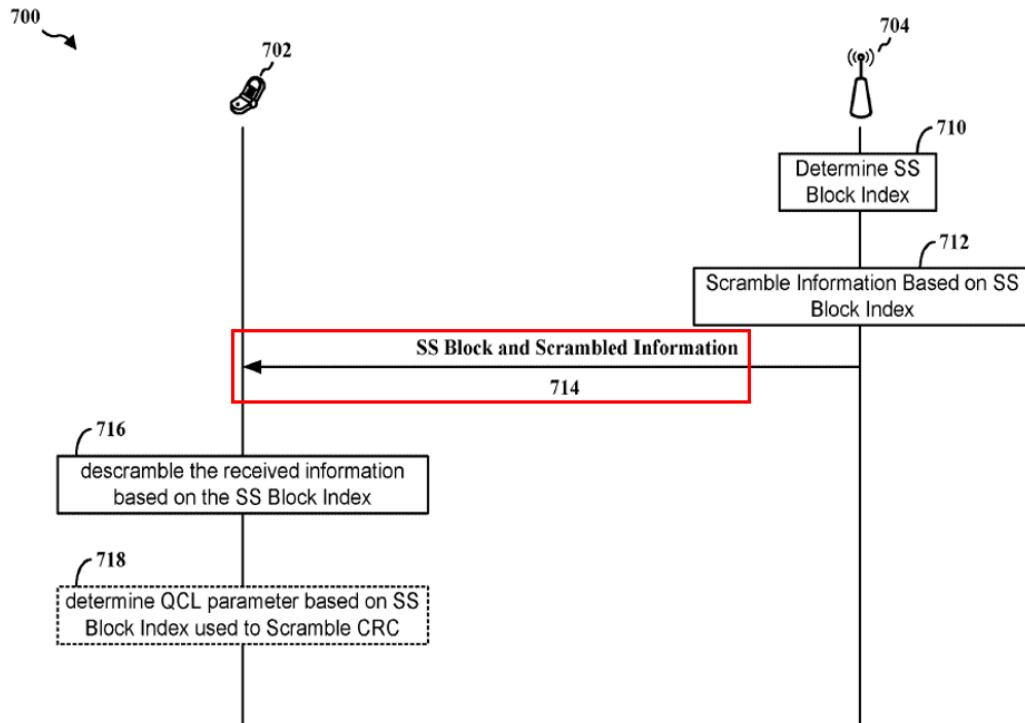 700
702
704
710
Determine SS
Block Index
712
Scramble Information Based on SS
Block Index
SS Block and Scrambled Information
714
716
descramble the received information
based on the SS Block Index
718
determine QCL parameter based on SS
Block Index used to Scramble CRC